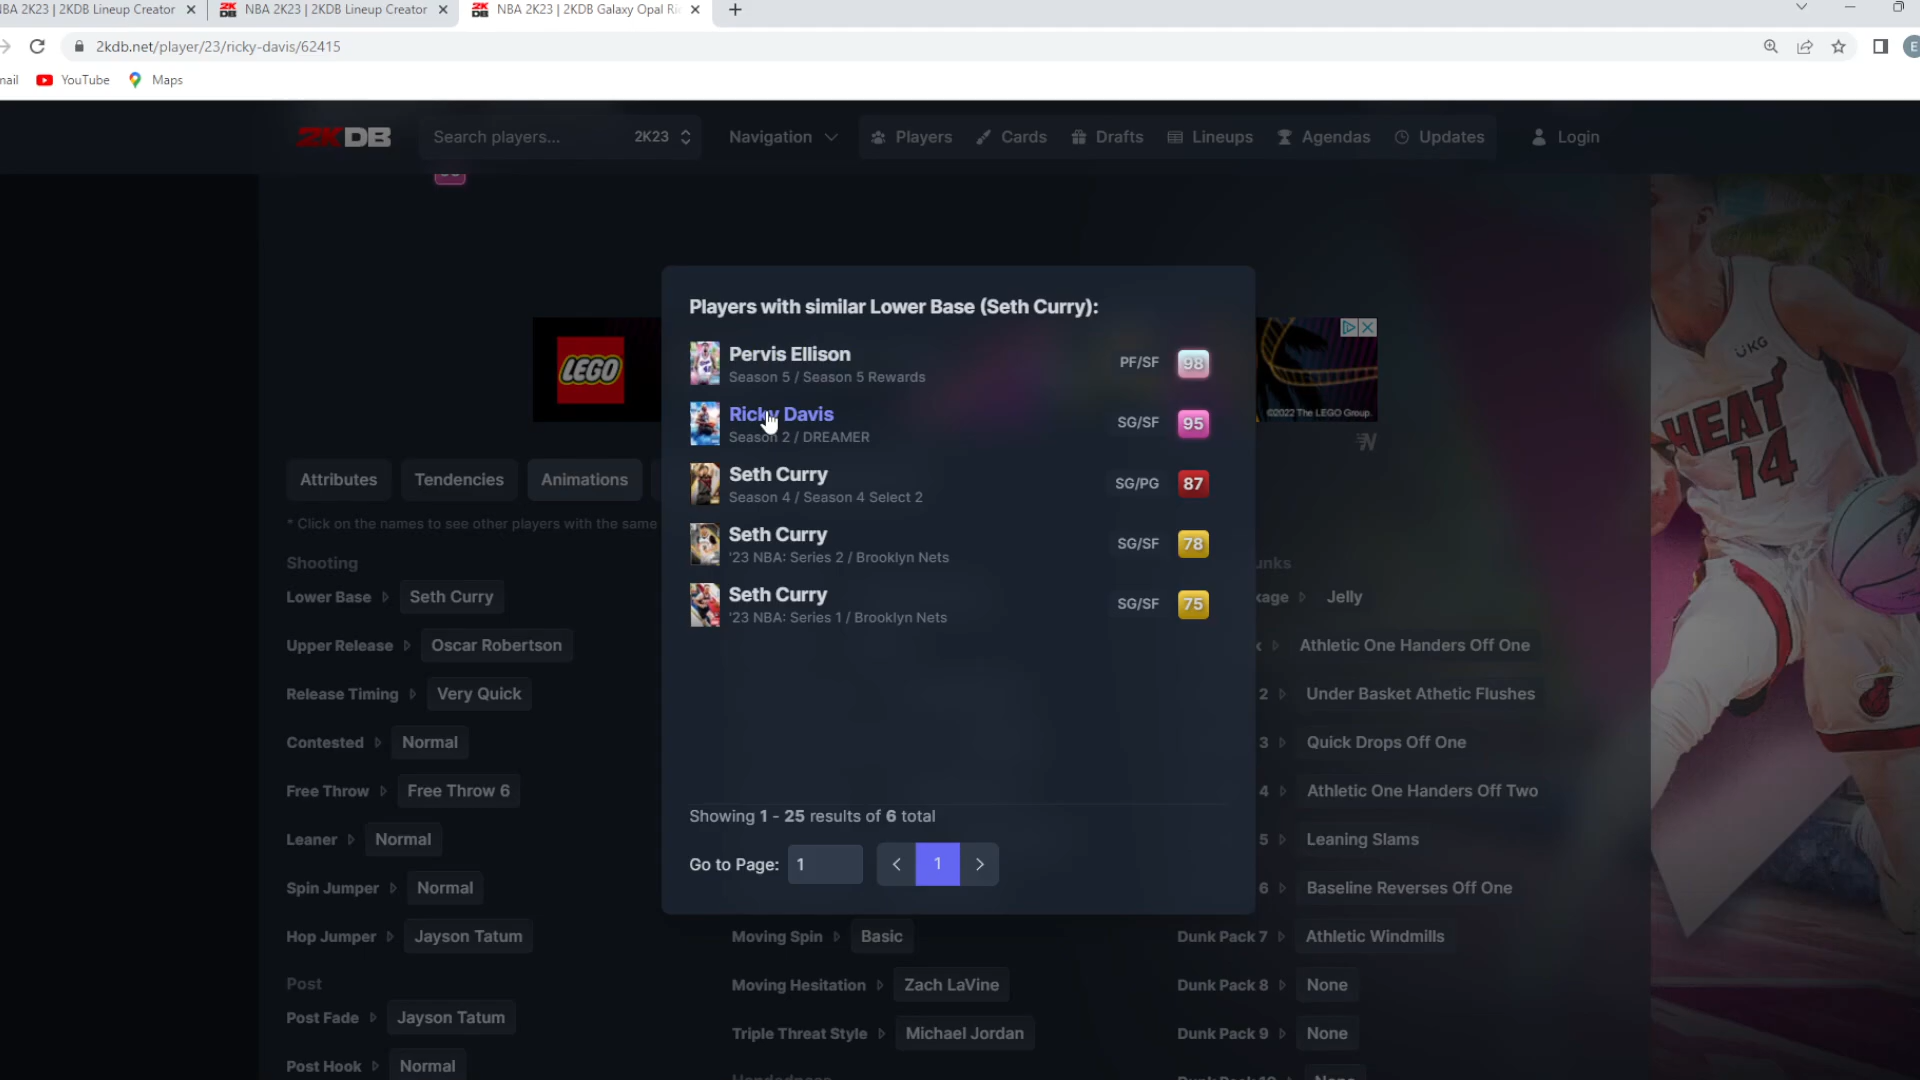 NBA 2K23 | 2KDB Lineup Creator
NBA 2K23 | 2KDB Lineup Creator
NBA 2K23 | 2KDB Galaxy Opal Ri
2kdb.net/player/23/ricky-davis/62415
E
mail
YouTube
Maps
2KDB
Search players...
2K23
Navigation
Players
Cards
Drafts
Lineups
Agendas
Updates
Login
Players with similar Lower Base (Seth Curry):
Pervis Ellison
Season 5 / Season 5 Rewards
PF/SF
98
Ricky Davis
Season 2 / DREAMER
SG/SF
95
Seth Curry
Season 4 / Season 4 Select 2
SG/PG
87
Seth Curry
'23 NBA: Series 2 / Brooklyn Nets
SG/SF
78
Seth Curry
'23 NBA: Series 1 / Brooklyn Nets
SG/SF
75
Showing 1 - 25 results of 6 total
Go to Page:
1
< 1 >
LEGO
©2022 The LEGO Group.
Attributes
Tendencies
Animations
* Click on the names to see other players with the same
Shooting
Lower Base
Seth Curry
Upper Release
Oscar Robertson
Release Timing
Very Quick
Contested
Normal
Free Throw
Free Throw 6
Leaner
Normal
Spin Jumper
Normal
Hop Jumper
Jayson Tatum
Post
Post Fade
Jayson Tatum
Post Hook
Normal
Moving Spin
Basic
Moving Hesitation
Zach LaVine
Triple Threat Style
Michael Jordan
unks
kage
Jelly
k
Athletic One Handers Off One
2
Under Basket Athetic Flushes
3
Quick Drops Off One
4
Athletic One Handers Off Two
5
Leaning Slams
6
Baseline Reverses Off One
Dunk Pack 7
Athletic Windmills
Dunk Pack 8
None
Dunk Pack 9
None
UKG
HEAT
14